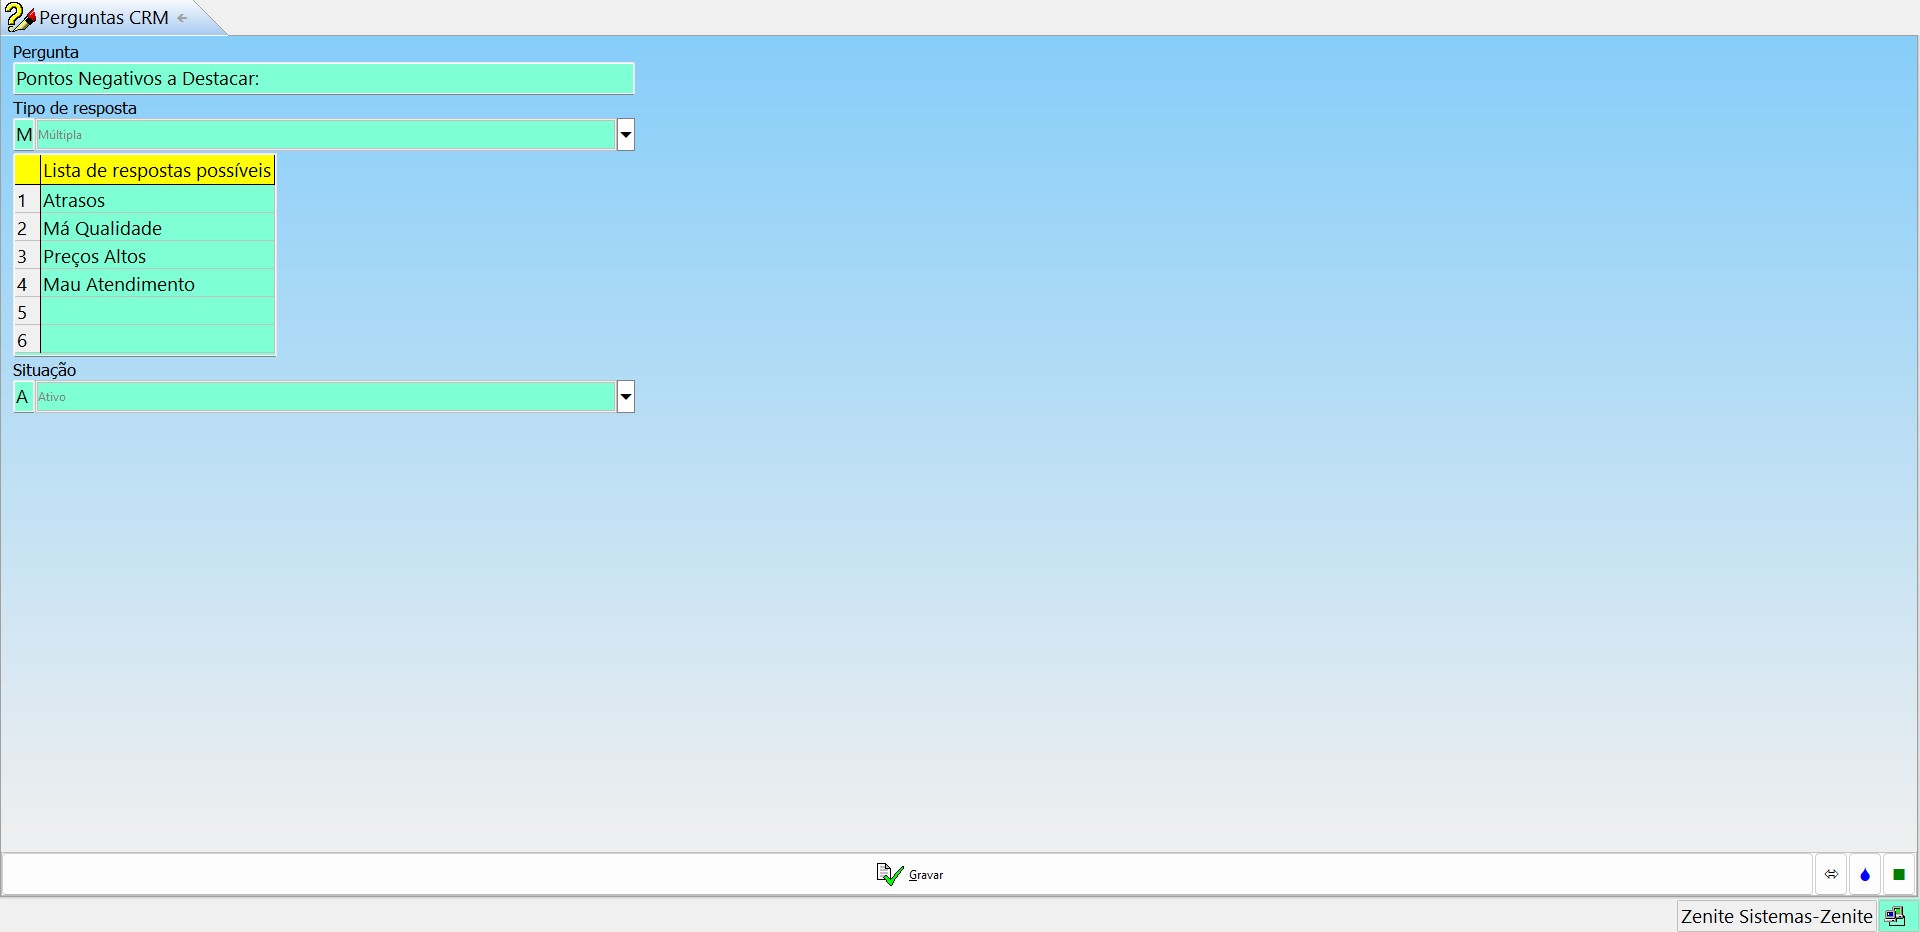 Perguntas CRM
Pergunta
Pontos Negativos a Destacar:
Tipo de resposta
M Múltipla
Lista de respostas possíveis
1 Atrasos
2 Má Qualidade
3 Preços Altos
4 Mau Atendimento
5
6
Situação
A Ativo
Gravar
Zenite Sistemas-Zenite